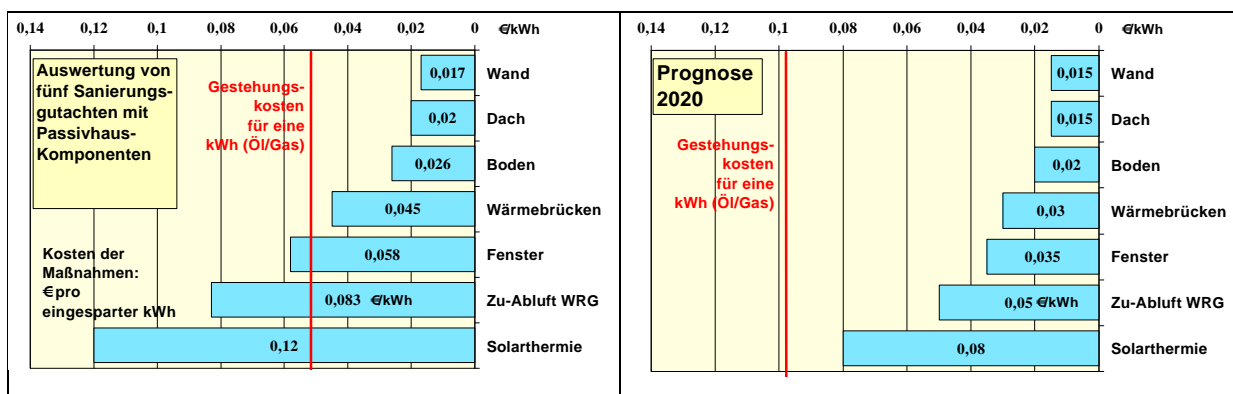 0,14 0,12 0,1 0,08 0,06 0,04 0,02 0 €/kWh
Auswertung von
fünf Sanierungs-
gutachten mit
Passivhaus-
Komponenten
Gestehungs-
kosten
für eine
kWh (Öl/Gas)
Kosten der
Maßnahmen:
€pro
eingesparter kWh
0,017 Wand
0,02 Dach
0,026 Boden
0,045 Wärmebrücken
0,058 Fenster
0,083 €/kWh Zu-Abluft WRG
0,12 Solarthermie
0,14 0,12 0,1 0,08 0,06 0,04 0,02 0 €/kWh
Prognose
2020
Gestehungs-
kosten
für eine
kWh (Öl/Gas)
0,015 Wand
0,015 Dach
0,02 Boden
0,03 Wärmebrücken
0,035 Fenster
0,05 €/kWh Zu-Abluft WRG
0,08 Solarthermie